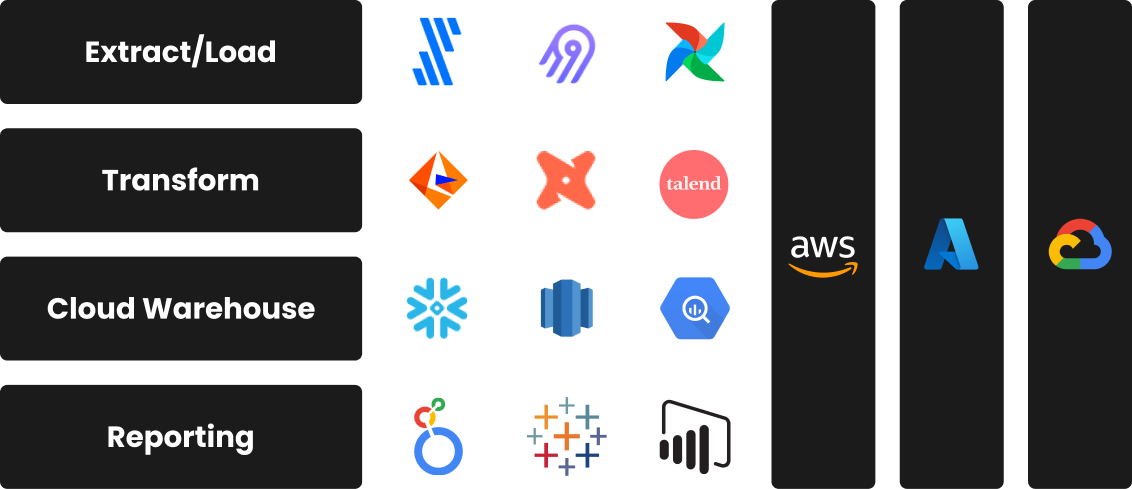 Extract/Load
Transform
talend
aws
Cloud Warehouse
Reporting